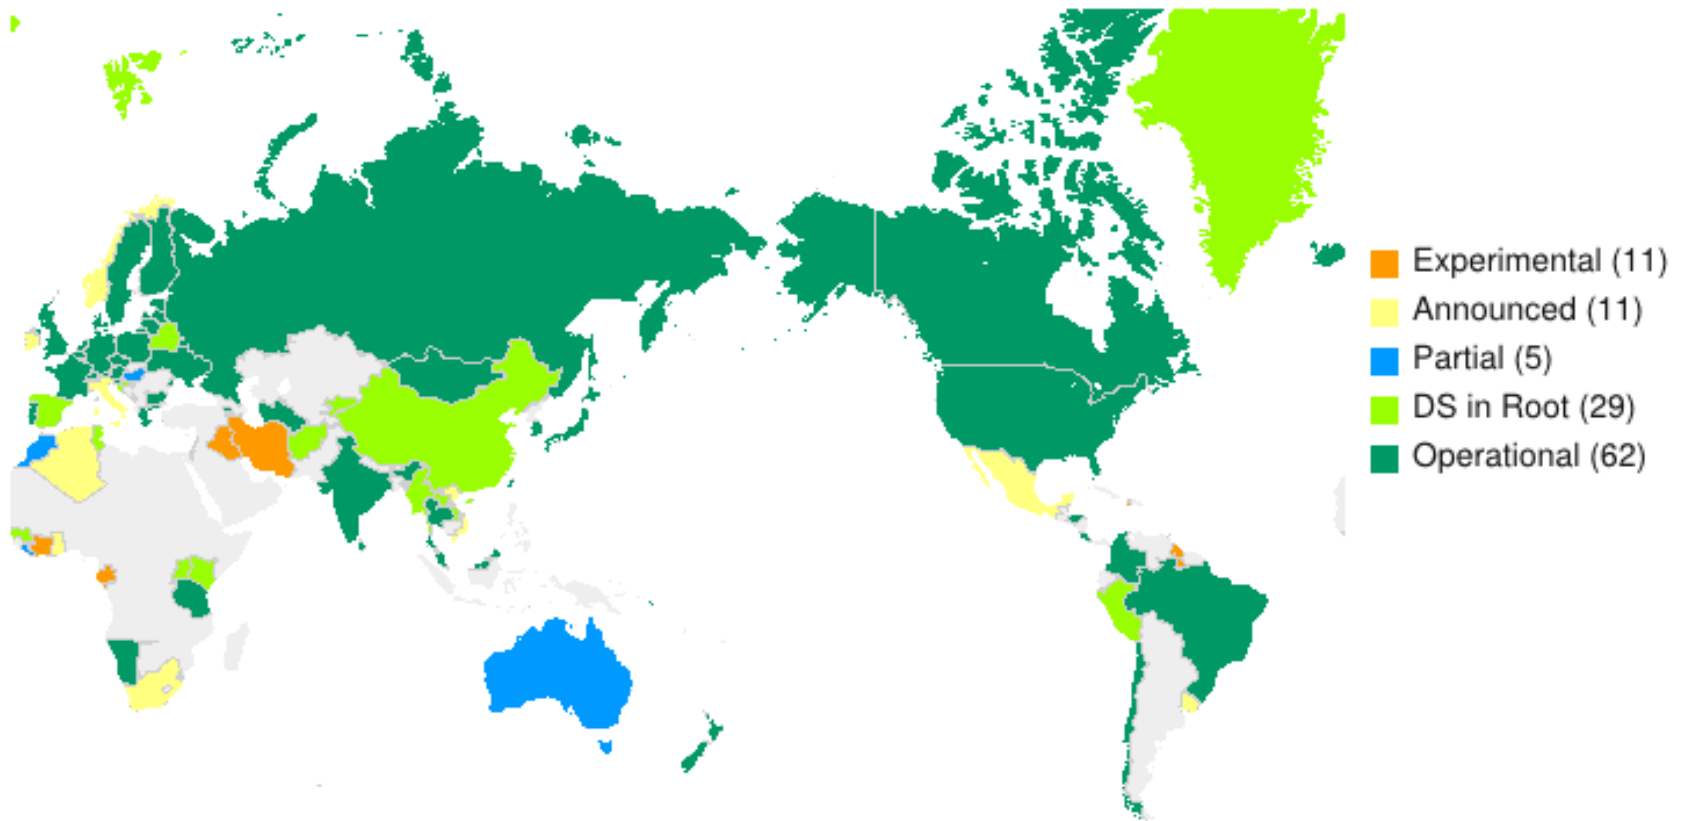 Experimental (11)
Announced (11)
Partial (5)
DS in Root (29)
Operational (62)